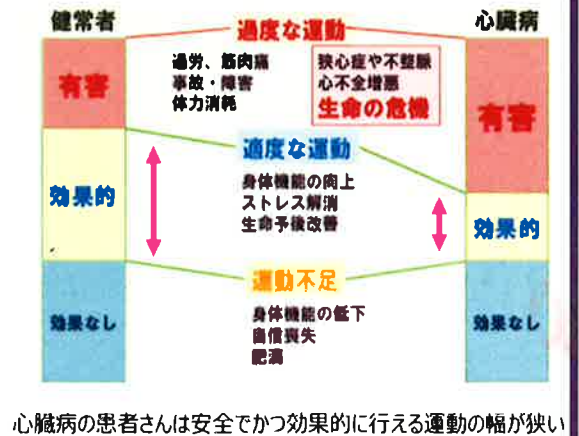 健常者
心臓病
過度な運動
過労、筋肉痛
事故・障害
体力消耗
狭心症や不整脈
心不全増悪
生命の危機
有害
有害
適度な運動
身体機能の向上
ストレス解消
生命予後改善
効果的
効果的
運動不足
身体機能の低下
自信喪失
肥満
効果なし
効果なし
心臓病の患者さんは安全でかつ効果的に行える運動の幅が狭い